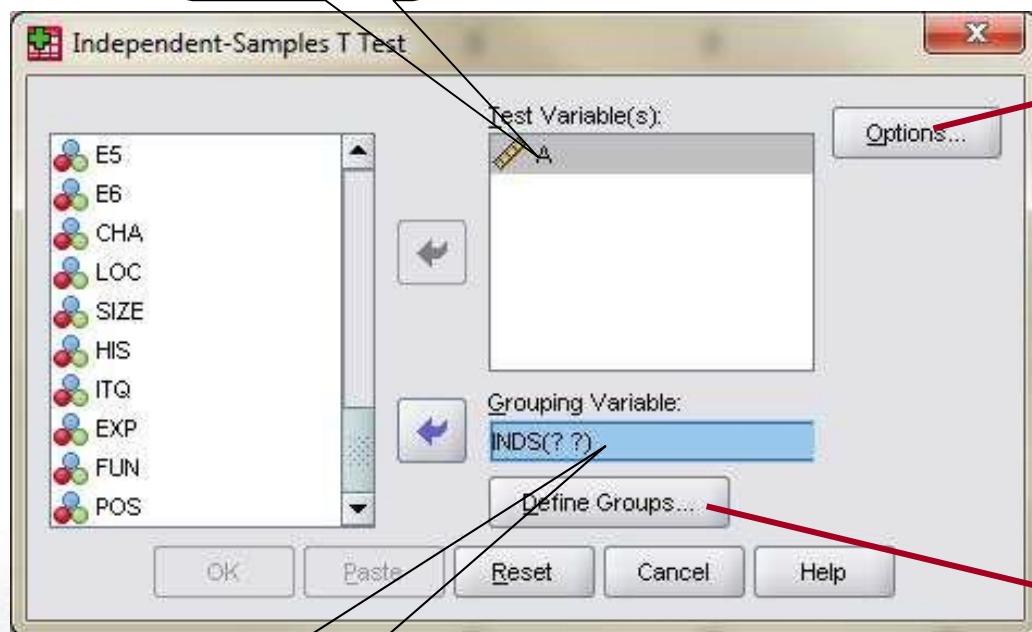 Independent-Samples T Test
Test Variable(s):
A
Options...
E5
E6
CHA
LOC
SIZE
HIS
ITQ
EXP
FUN
POS
Grouping Variable:
INDS(? ?)
Define Groups...
OK
Paste
Reset
Cancel
Help